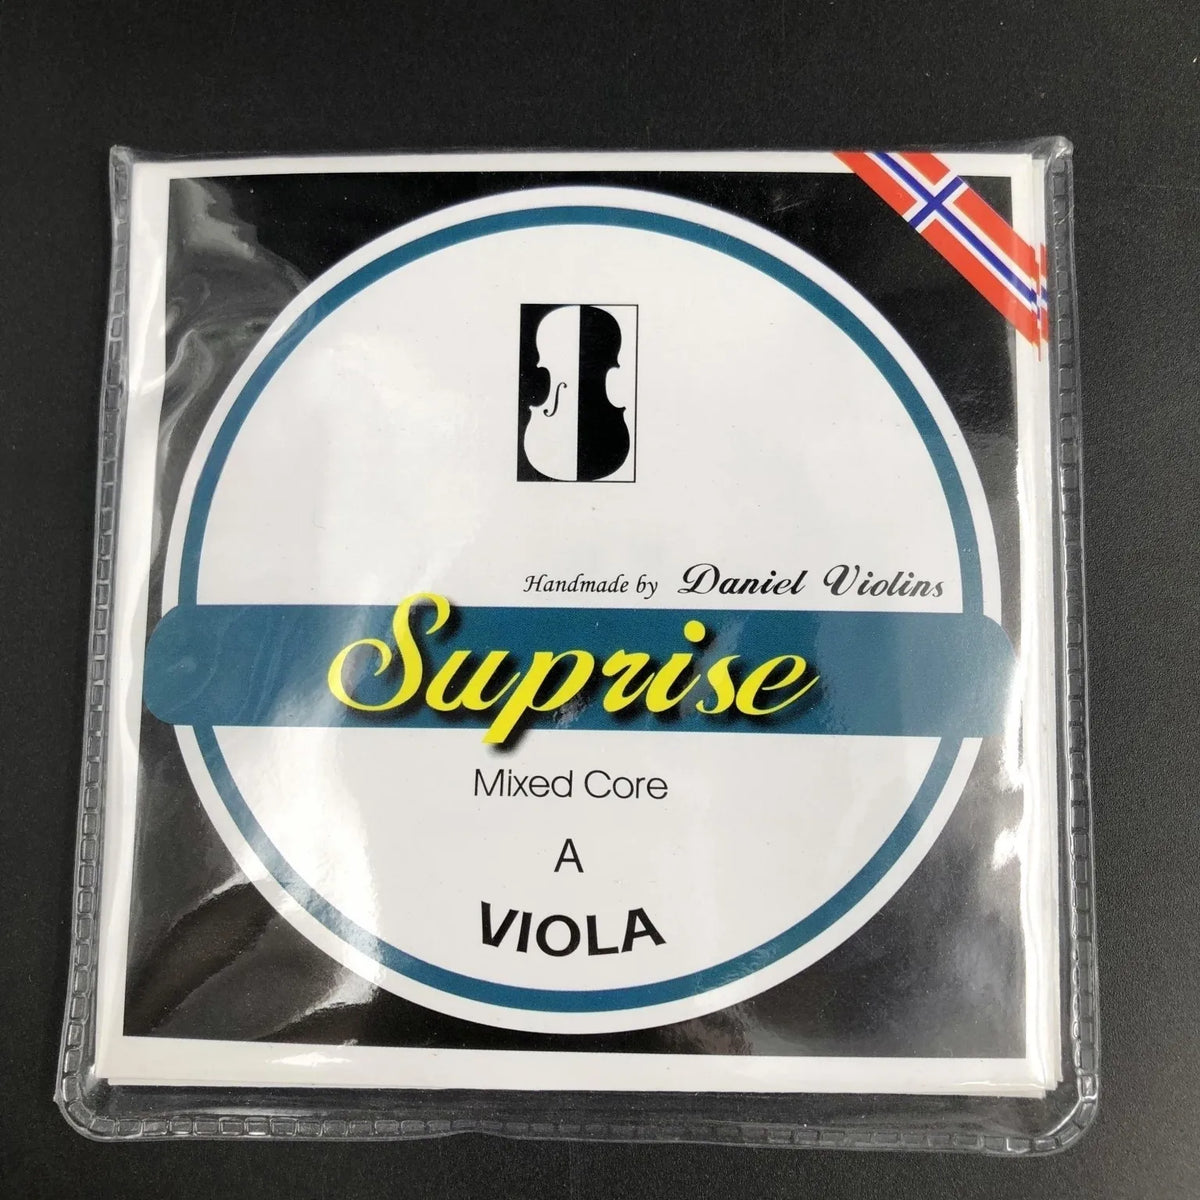 Handmade by Daniel Violins
Suprise
Mixed Core
A
VIOLA